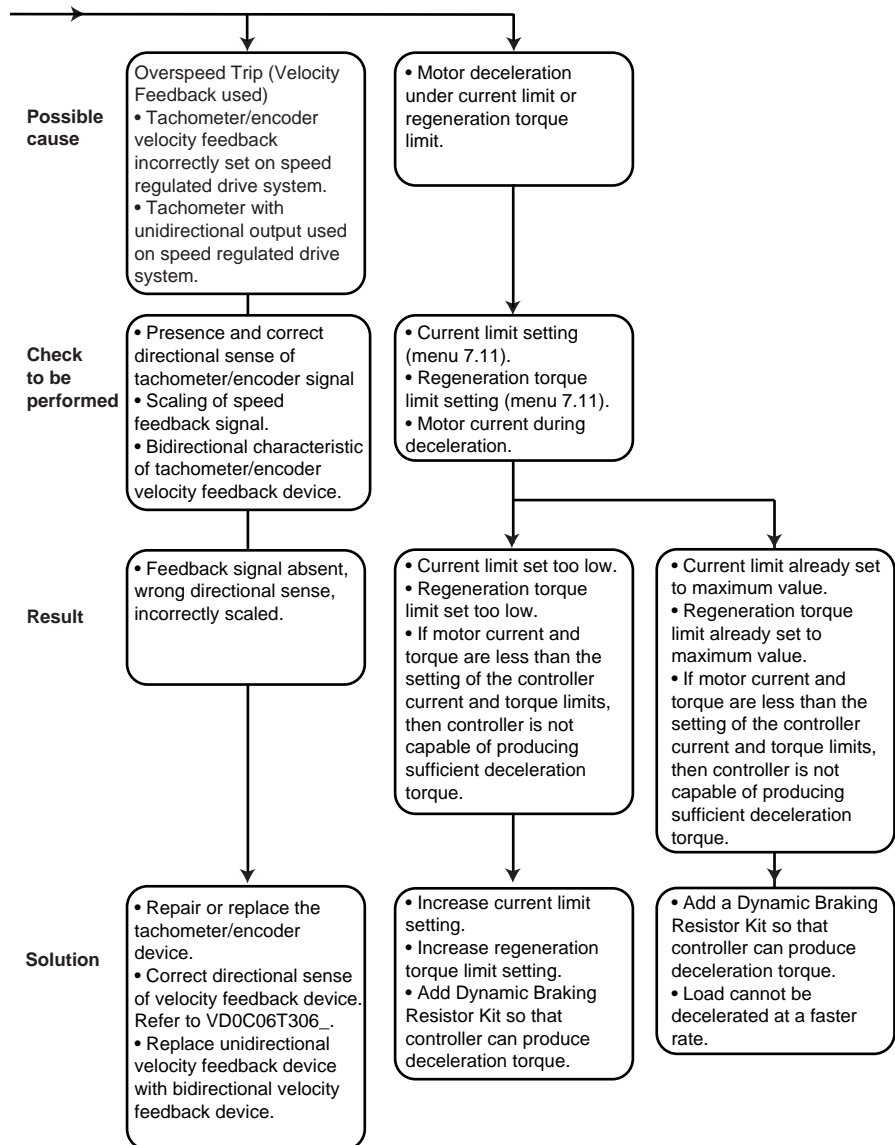 Possible
cause
Overspeed Trip (Velocity
Feedback used)
• Tachometer/encoder
velocity feedback
incorrectly set on speed
regulated drive system.
• Tachometer with
unidirectional output used
on speed regulated drive
system.
• Motor deceleration
under current limit or
regeneration torque
limit.
Check
to be
performed
• Presence and correct
directional sense of
tachometer/encoder signal
• Scaling of speed
feedback signal.
• Bidirectional characteristic
of tachometer/encoder
velocity feedback device.
• Current limit setting
(menu 7.11).
• Regeneration torque
limit setting (menu 7.11).
• Motor current during
deceleration.
Result
• Feedback signal absent,
wrong directional sense,
incorrectly scaled.
• Current limit set too low.
• Regeneration torque
limit set too low.
• If motor current and
torque are less than the
setting of the controller
current and torque limits,
then controller is not
capable of producing
sufficient deceleration
torque.
• Current limit already set
to maximum value.
• Regeneration torque
limit already set to
maximum value.
• If motor current and
torque are less than the
setting of the controller
current and torque limits,
then controller is not
capable of producing
sufficient deceleration
torque.
Solution
• Repair or replace the
tachometer/encoder
device.
• Correct directional sense
of velocity feedback device.
Refer to VD0C06T306_.
• Replace unidirectional
velocity feedback device
with bidirectional velocity
feedback device.
• Increase current limit
setting.
• Increase regeneration
torque limit setting.
• Add Dynamic Braking
Resistor Kit so that
controller can produce
deceleration torque.
• Add a Dynamic Braking
Resistor Kit so that
controller can produce
deceleration torque.
• Load cannot be
decelerated at a faster
rate.